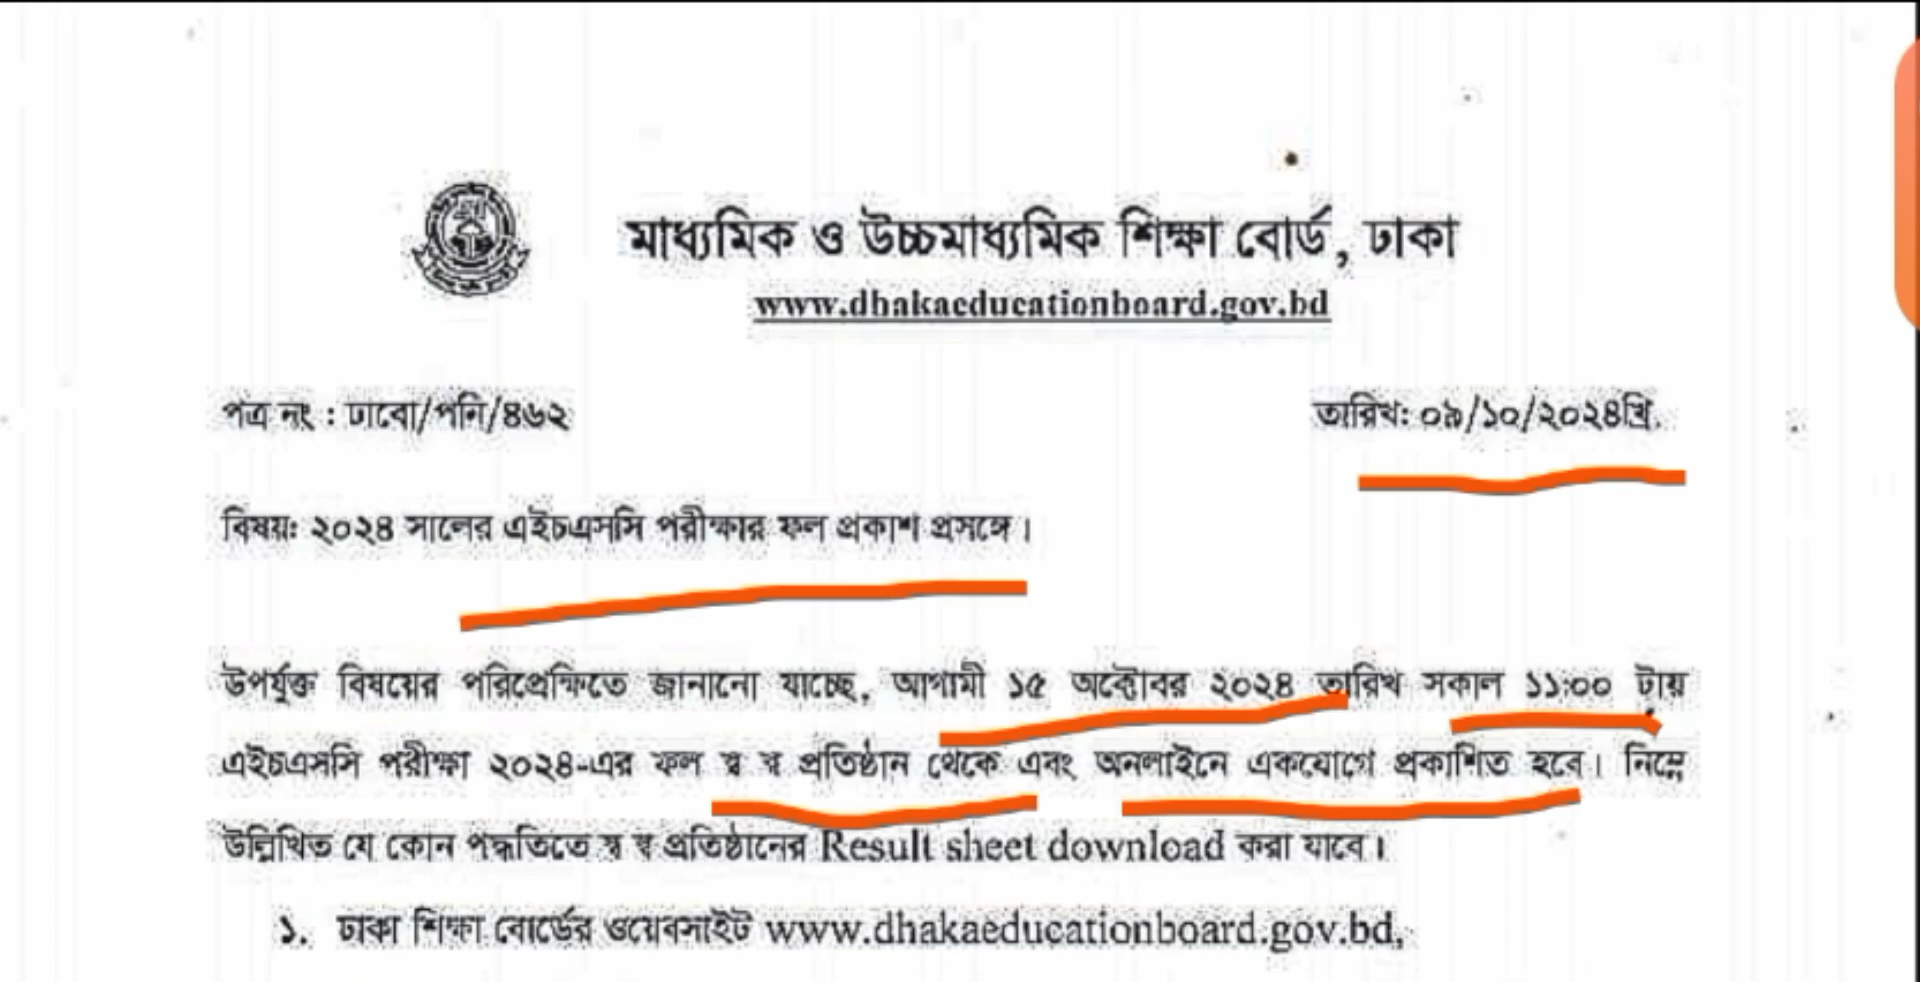 মাধ্যমিক ও উচ্চমাধ্যমিক শিক্ষা বোর্ড, ঢাকা
www.dhakaeducationboard.gov.bd
পত্র নং : ঢাবো/পনি/৪৬২
তারিখ: ০৯/১০/২০২৪খ্রি.
বিষয়: ২০২৪ সালের এইচএসসি পরীক্ষার ফল প্রকাশ প্রসঙ্গে।
উপর্যুক্ত বিষয়ের পরিপ্রেক্ষিতে জানানো যাচ্ছে, আগামী ১৫ অক্টোবর ২০২৪ তারিখ সকাল ১১:০০ টায়
এইচএসসি পরীক্ষা ২০২৪-এর ফল স্ব স্ব প্রতিষ্ঠান থেকে এবং অনলাইনে একযোগে প্রকাশিত হবে। নিম্নে
উল্লিখিত যে কোন পদ্ধতিতে স্ব স্ব প্রতিষ্ঠানের Result sheet download করা যাবে।
১. ঢাকা শিক্ষা বোর্ডের ওয়েবসাইট www.dhakaeducationboard.gov.bd,